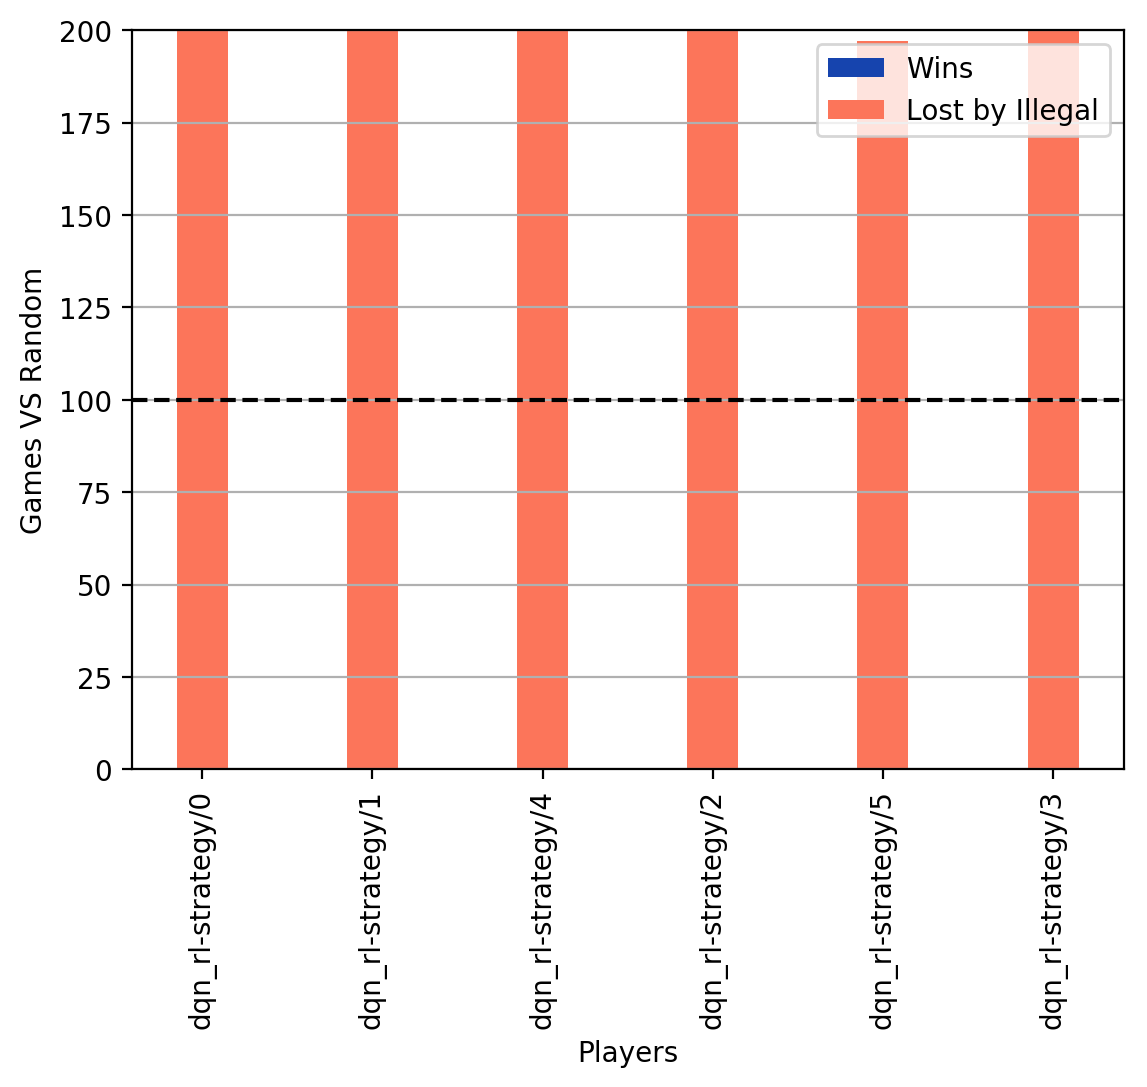 200
175
150
125
100
75
50
25
0
Games VS Random
Wins
Lost by Illegal
dqn_rl-strategy/0
dqn_rl-strategy/1
dqn_rl-strategy/4
dqn_rl-strategy/2
dqn_rl-strategy/5
dqn_rl-strategy/3
Players